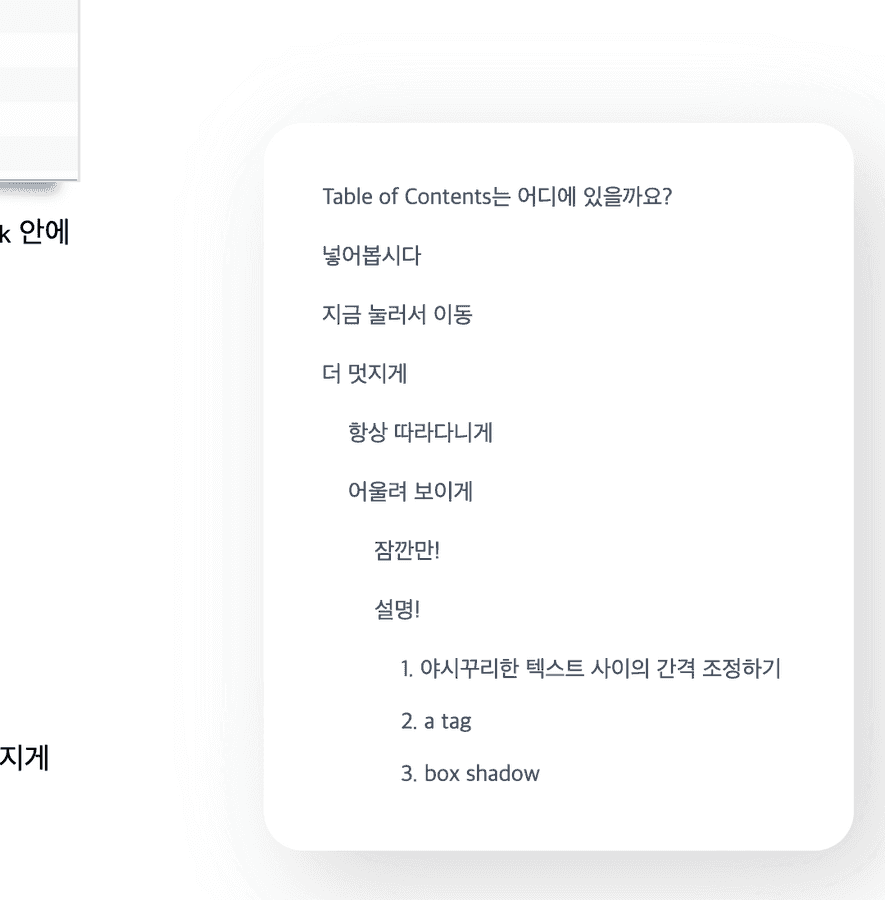 k 안에
지게
Table of Contents는 어디에 있을까요?
넣어봅시다
지금 눌러서 이동
더 멋지게
항상 따라다니게
어울려 보이게
잠깐만!
설명!
1. 야시꾸리한 텍스트 사이의 간격 조정하기
2. a tag
3. box shadow